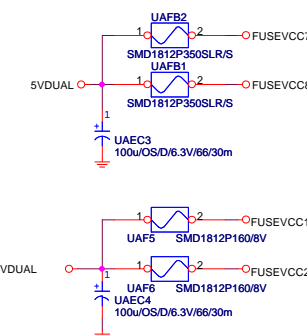 UAFB2
1 2 FUSEVCC7
SMD1812P350SLR/S
UAFB1
5VDUAL 1 2 FUSEVCC8
SMD1812P350SLR/S
1
+ UAEC3
100u/OS/D/6.3V/66/30m
1 2 FUSEVCC1
UAF5 SMD1812P160/8V
VDUAL 1 2 FUSEVCC2
1 UAF6 SMD1812P160/8V
+ UAEC4
100u/OS/D/6.3V/66/30m